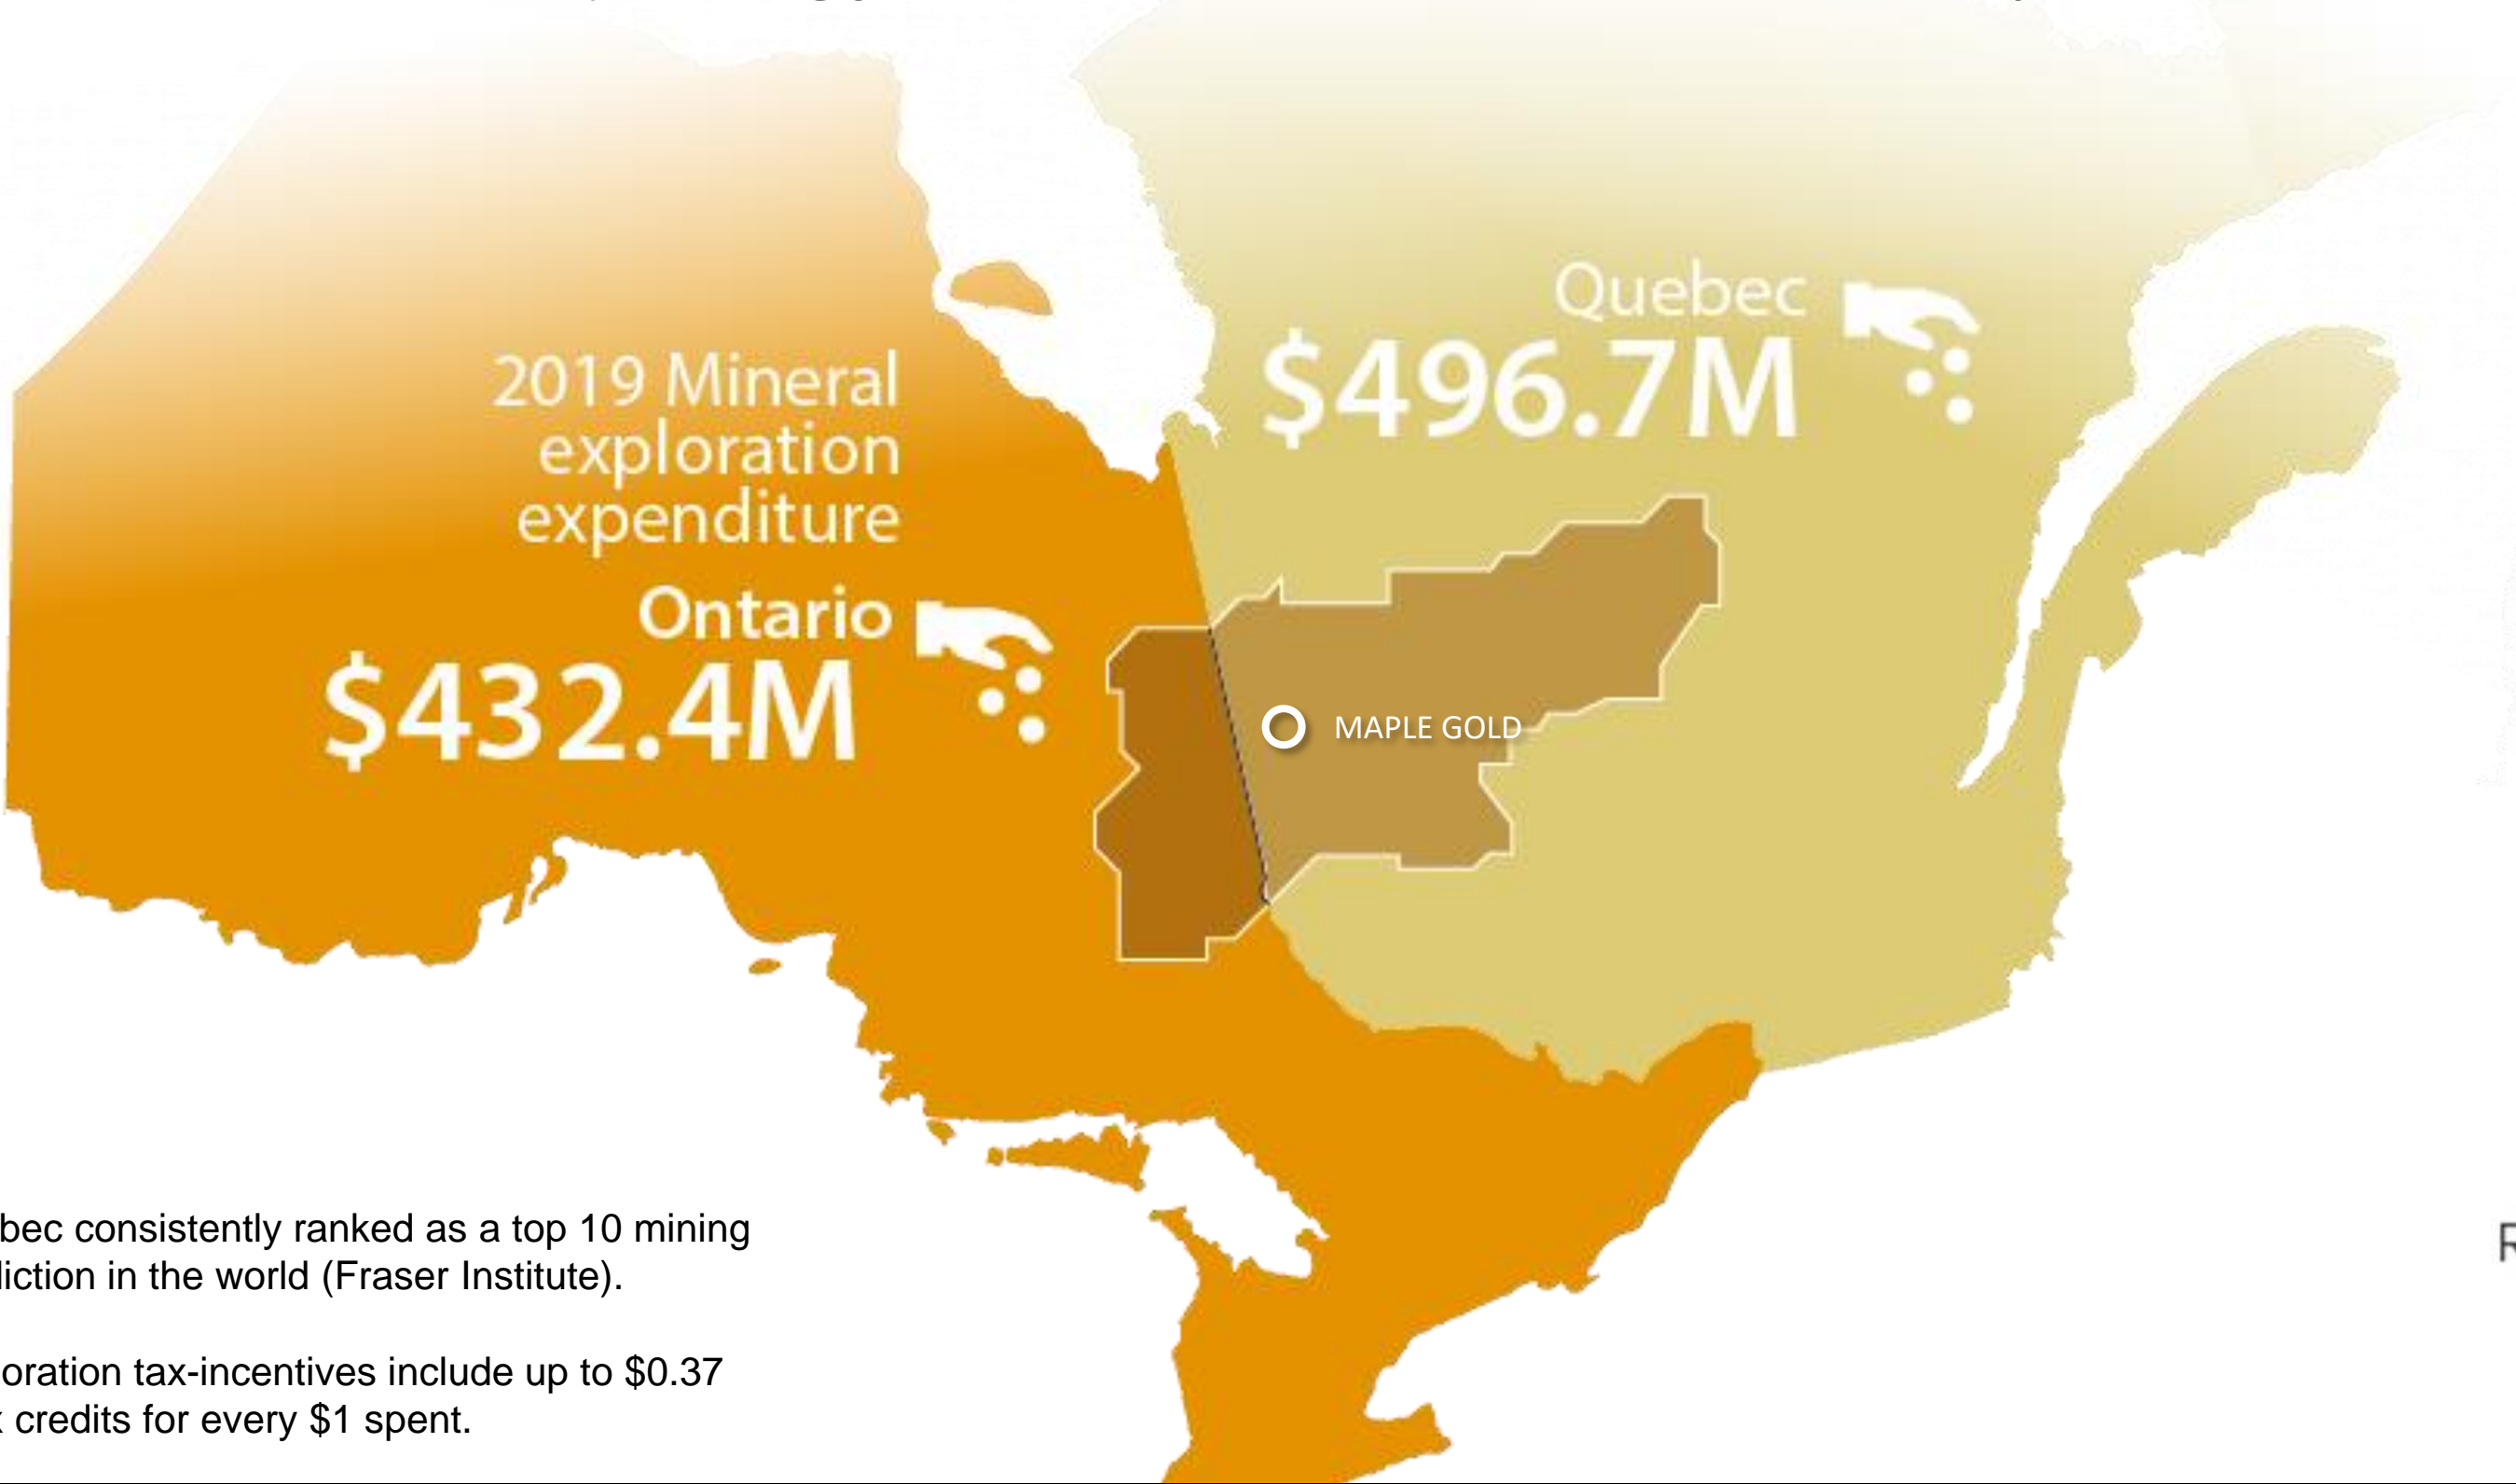 Quebec
$496.7M
2019 Mineral
exploration
expenditure
Ontario
$432.4M
MAPLE GOLD
bec consistently ranked as a top 10 mining
liction in the world (Fraser Institute).
R
oration tax-incentives include up to $0.37
credits for every $1 spent.